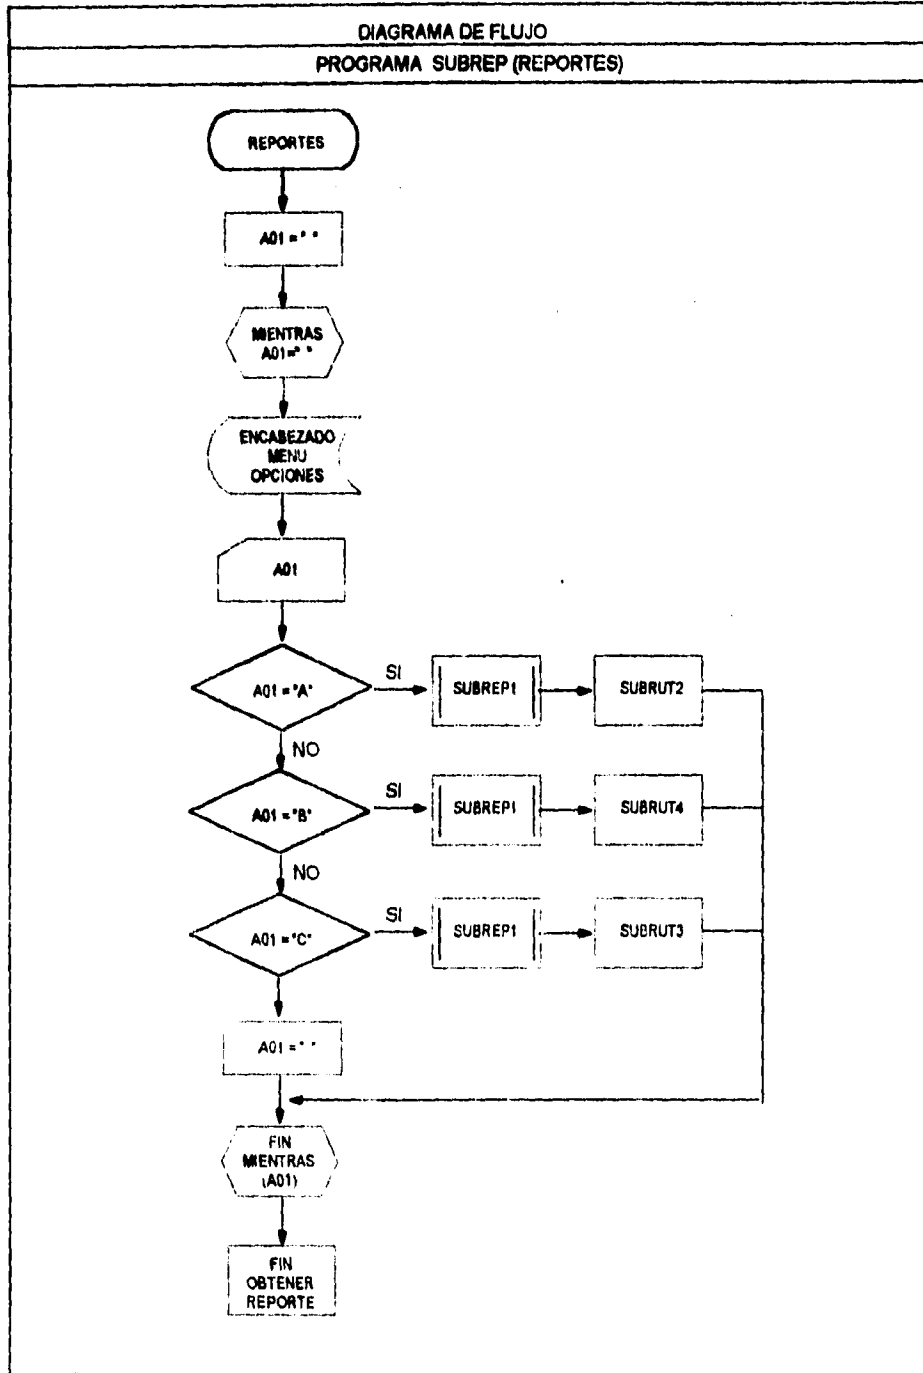 DIAGRAMA DE FLUJO
PROGRAMA SUBREP (REPORTES)
REPORTES
A01 = " "
MIENTRAS
A01=" "
ENCABEZADO
MENU
OPCIONES
A01
A01 = "A"
SI
SUBREP1
SUBRUT2
NO
A01 = "B"
SI
SUBREP1
SUBRUT4
NO
A01 = "C"
SI
SUBREP1
SUBRUT3
A01 = " "
FIN
MIENTRAS
(A01)
FIN
OBTENER
REPORTE